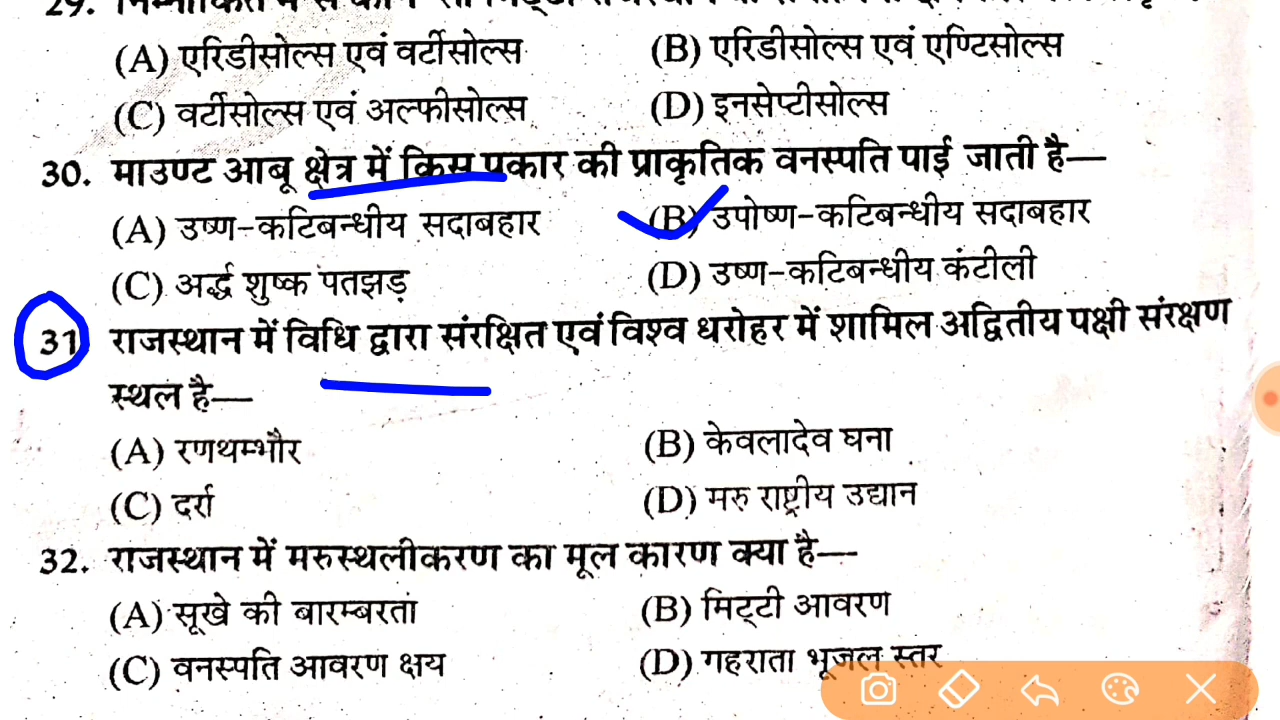 29.
(A) एरिडीसोल्स एवं वर्टीसोल्स (B) एरिडीसोल्स एवं एण्टिसोल्स
(C) वर्टीसोल्स एवं अल्फीसोल्स (D) इनसेप्टीसोल्स
30. माउण्ट आबू क्षेत्र में किस प्रकार की प्राकृतिक वनस्पति पाई जाती है—
(A) उष्ण-कटिबन्धीय सदाबहार (B) उपोष्ण-कटिबन्धीय सदाबहार
(C) अर्द्ध शुष्क पतझड़ (D) उष्ण-कटिबन्धीय कंटीली
31 राजस्थान में विधि द्वारा संरक्षित एवं विश्व धरोहर में शामिल अद्वितीय पक्षी संरक्षण
स्थल है—
(A) रणथम्भौर (B) केवलादेव घना
(C) दर्रा (D) मरु राष्ट्रीय उद्यान
32. राजस्थान में मरुस्थलीकरण का मूल कारण क्या है—
(A) सूखे की बारम्बरता (B) मिट्टी आवरण
(C) वनस्पति आवरण क्षय (D) गहराता भूजल स्तर